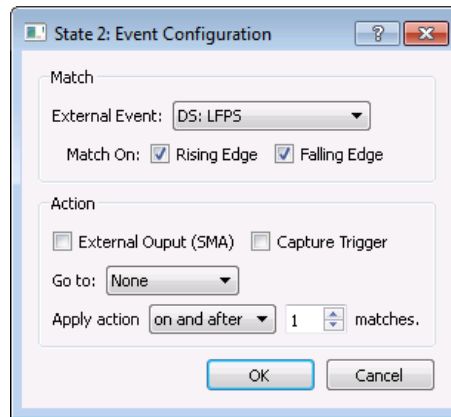 State 2: Event Configuration
Match
External Event: DS: LFPS
Match On: Rising Edge Falling Edge
Action
External Ouput (SMA) Capture Trigger
Go to: None
Apply action on and after 1 matches.
OK Cancel